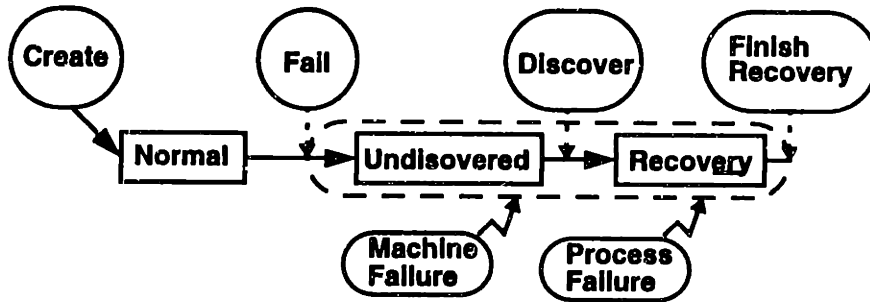 Create
Fail
Discover
Finish
Recovery
Normal
Undisovered
Recovery
Machine
Failure
Process
Failure